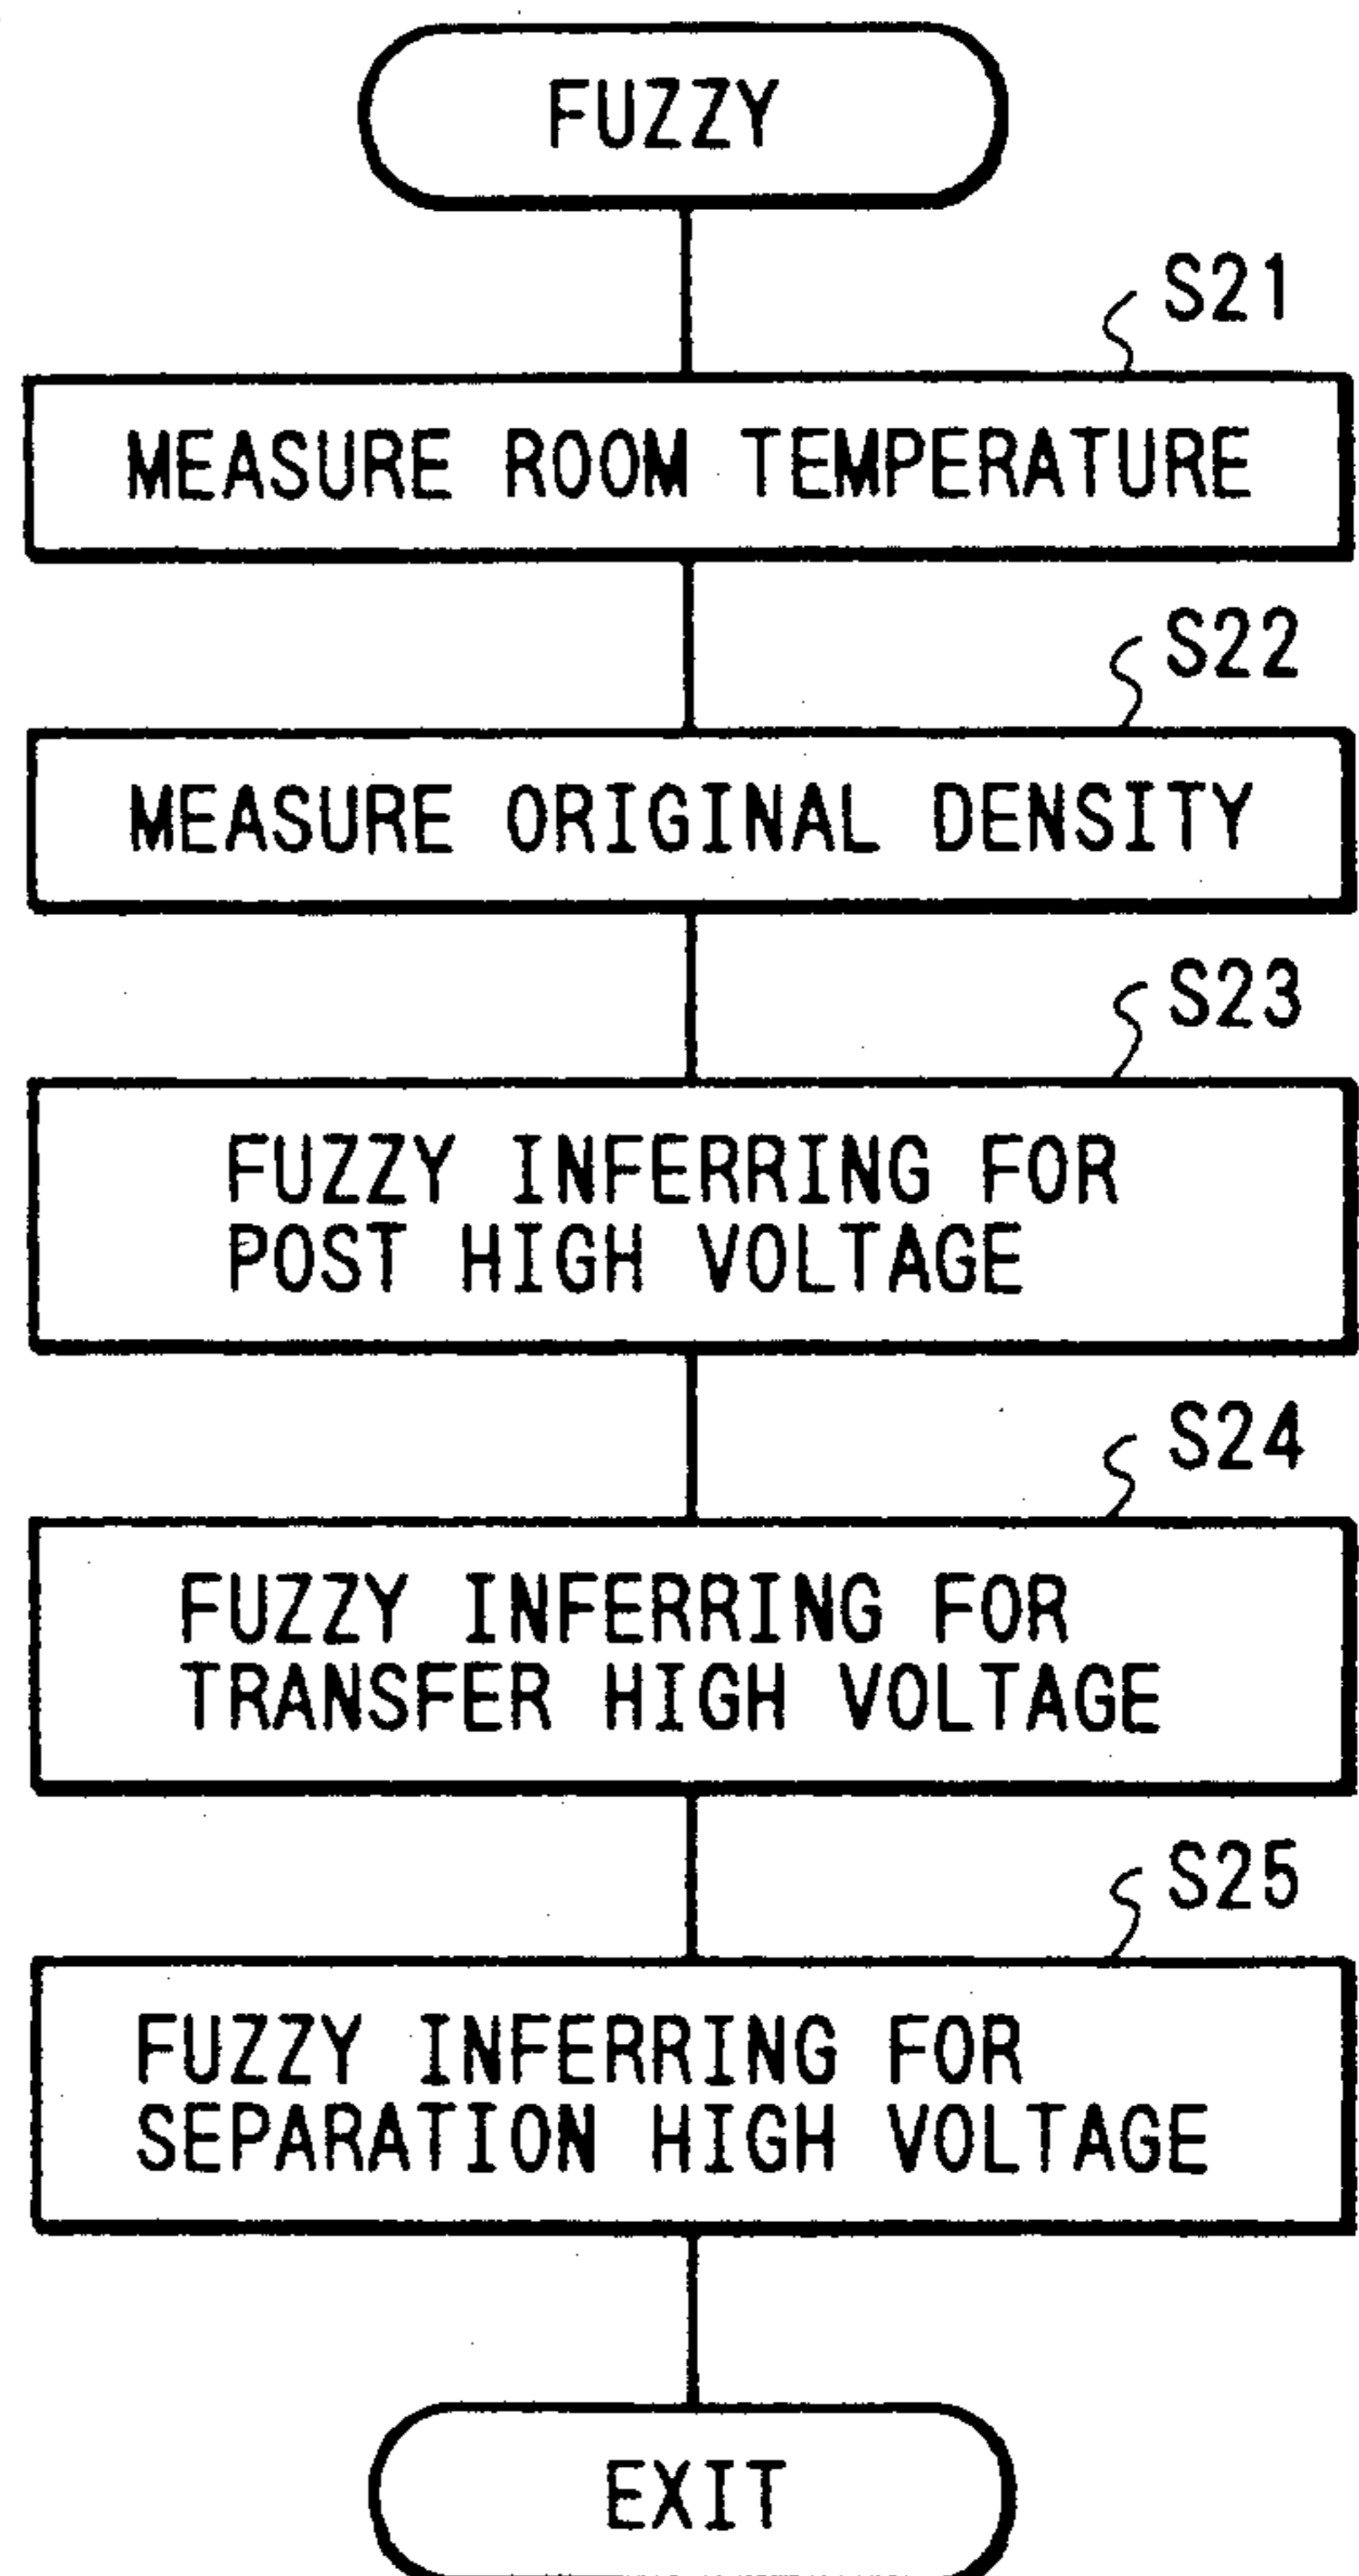 FUZZY
S21
MEASURE ROOM TEMPERATURE
S22
MEASURE ORIGINAL DENSITY
S23
FUZZY INFERRING FOR
POST HIGH VOLTAGE
S24
FUZZY INFERRING FOR
TRANSFER HIGH VOLTAGE
S25
FUZZY INFERRING FOR
SEPARATION HIGH VOLTAGE
EXIT